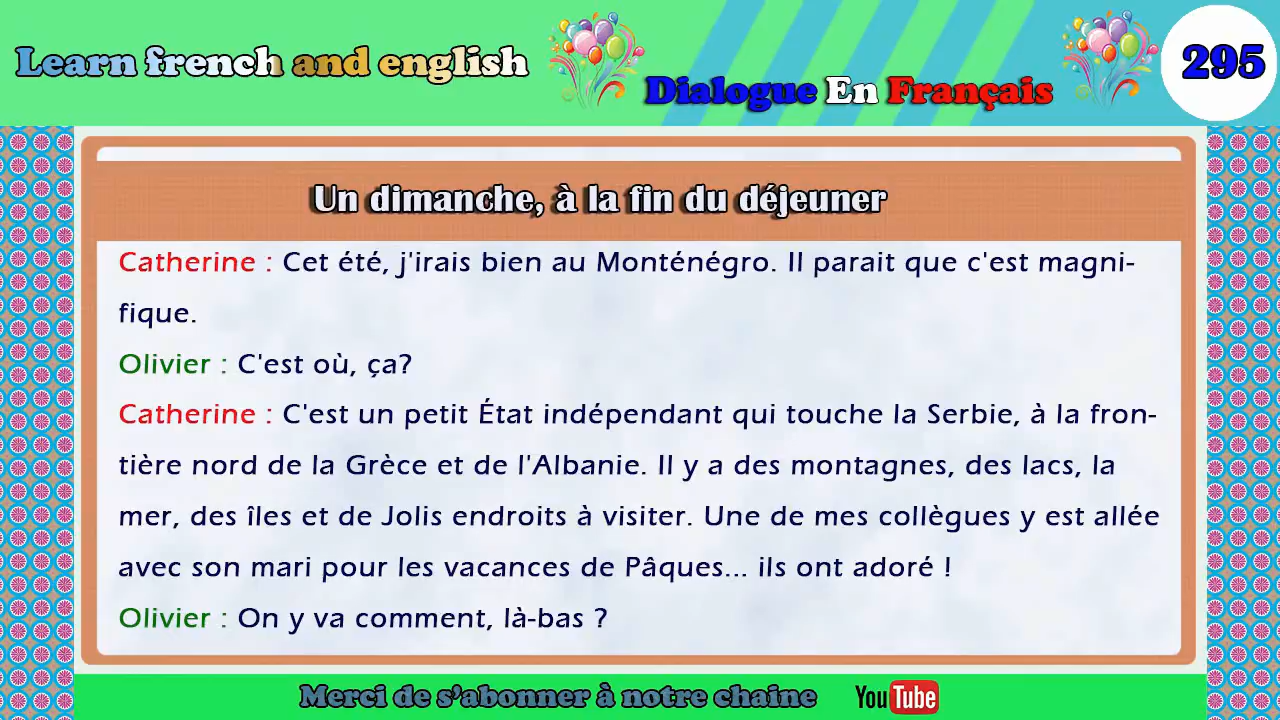 Learn french and english
Dialogue En Français
295
Un dimanche, à la fin du déjeuner
Catherine : Cet été, j'irais bien au Monténégro. Il parait que c'est magni-
fique.
Olivier : C'est où, ça?
Catherine : C'est un petit État indépendant qui touche la Serbie, à la fron-
tière nord de la Grèce et de l'Albanie. Il y a des montagnes, des lacs, la
mer, des îles et de Jolis endroits à visiter. Une de mes collègues y est allée
avec son mari pour les vacances de Pâques... ils ont adoré !
Olivier : On y va comment, là-bas ?
Merci de s'abonner à notre chaine YouTube